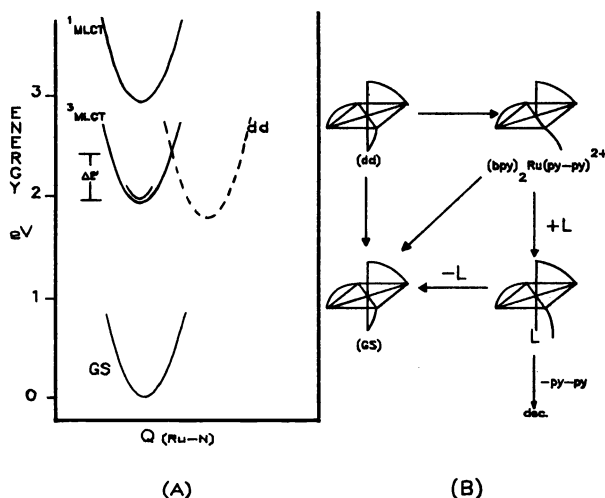 1MLCT
3
ENERGY
eV
3MLCT
dd
ΔE'
2
1
GS
0
Q (Ru-N)
(A)
(dd)
(bpy)2Ru(py-py)2+
+L
-L
(GS)
L
-py-py
dec.
(B)